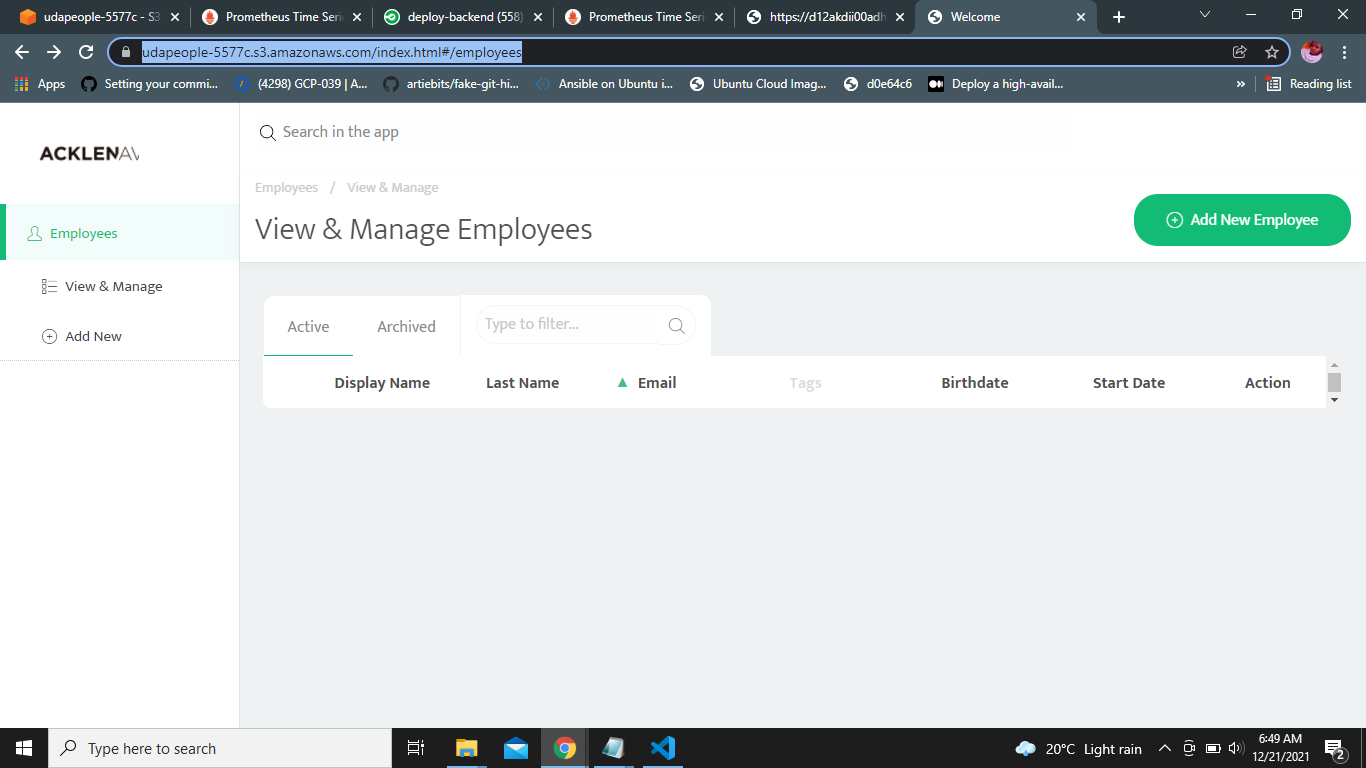 udapeople-5577c - S3
Prometheus Time Seri
deploy-backend (558)
Prometheus Time Seri
https://d12akdii00adh
Welcome
udapeople-5577c.s3.amazonaws.com/index.html#/employees
Apps
Setting your commi...
(4298) GCP-039 | A...
artiebits/fake-git-hi...
Ansible on Ubuntu i...
Ubuntu Cloud Imag...
d0e64c6
Deploy a high-avail...
»
Reading list
ACKLENAV
Search in the app
Employees / View & Manage
View & Manage Employees
Add New Employee
Employees
View & Manage
Add New
Active
Archived
Type to filter...
Display Name
Last Name
Email
Tags
Birthdate
Start Date
Action
Type here to search
20°C Light rain
6:49 AM
12/21/2021
2